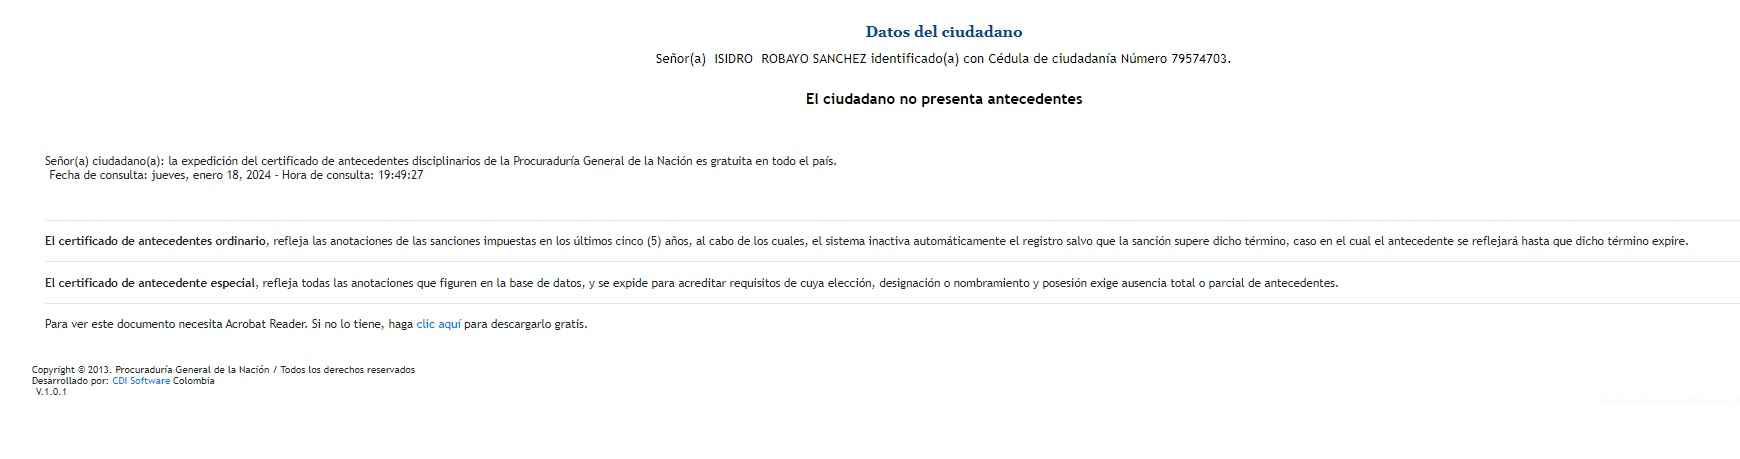 Datos del ciudadano
Señor(a) ISIDRO ROBAYO SANCHEZ identificado(a) con Cédula de ciudadanía Número 79574703.
El ciudadano no presenta antecedentes
Señor(a) ciudadano(a): la expedición del certificado de antecedentes disciplinarios de la Procuraduría General de la Nación es gratuita en todo el país.
Fecha de consulta: jueves, enero 18, 2024 - Hora de consulta: 19:49:27
El certificado de antecedentes ordinario, refleja las anotaciones de las sanciones impuestas en los últimos cinco (5) años, al cabo de los cuales, el sistema inactiva automáticamente el registro salvo que la sanción supere dicho término, caso en el cual el antecedente se reflejará hasta que dicho término expire.
El certificado de antecedente especial, refleja todas las anotaciones que figuren en la base de datos, y se expide para acreditar requisitos de cuya elección, designación o nombramiento y posesión exige ausencia total o parcial de antecedentes.
Para ver este documento necesita Acrobat Reader. Si no lo tiene, haga clic aquí para descargarlo gratis.
Copyright © 2013. Procuraduría General de la Nación / Todos los derechos reservados
Desarrollado por: CDI Software Colombia
V.1.0.1